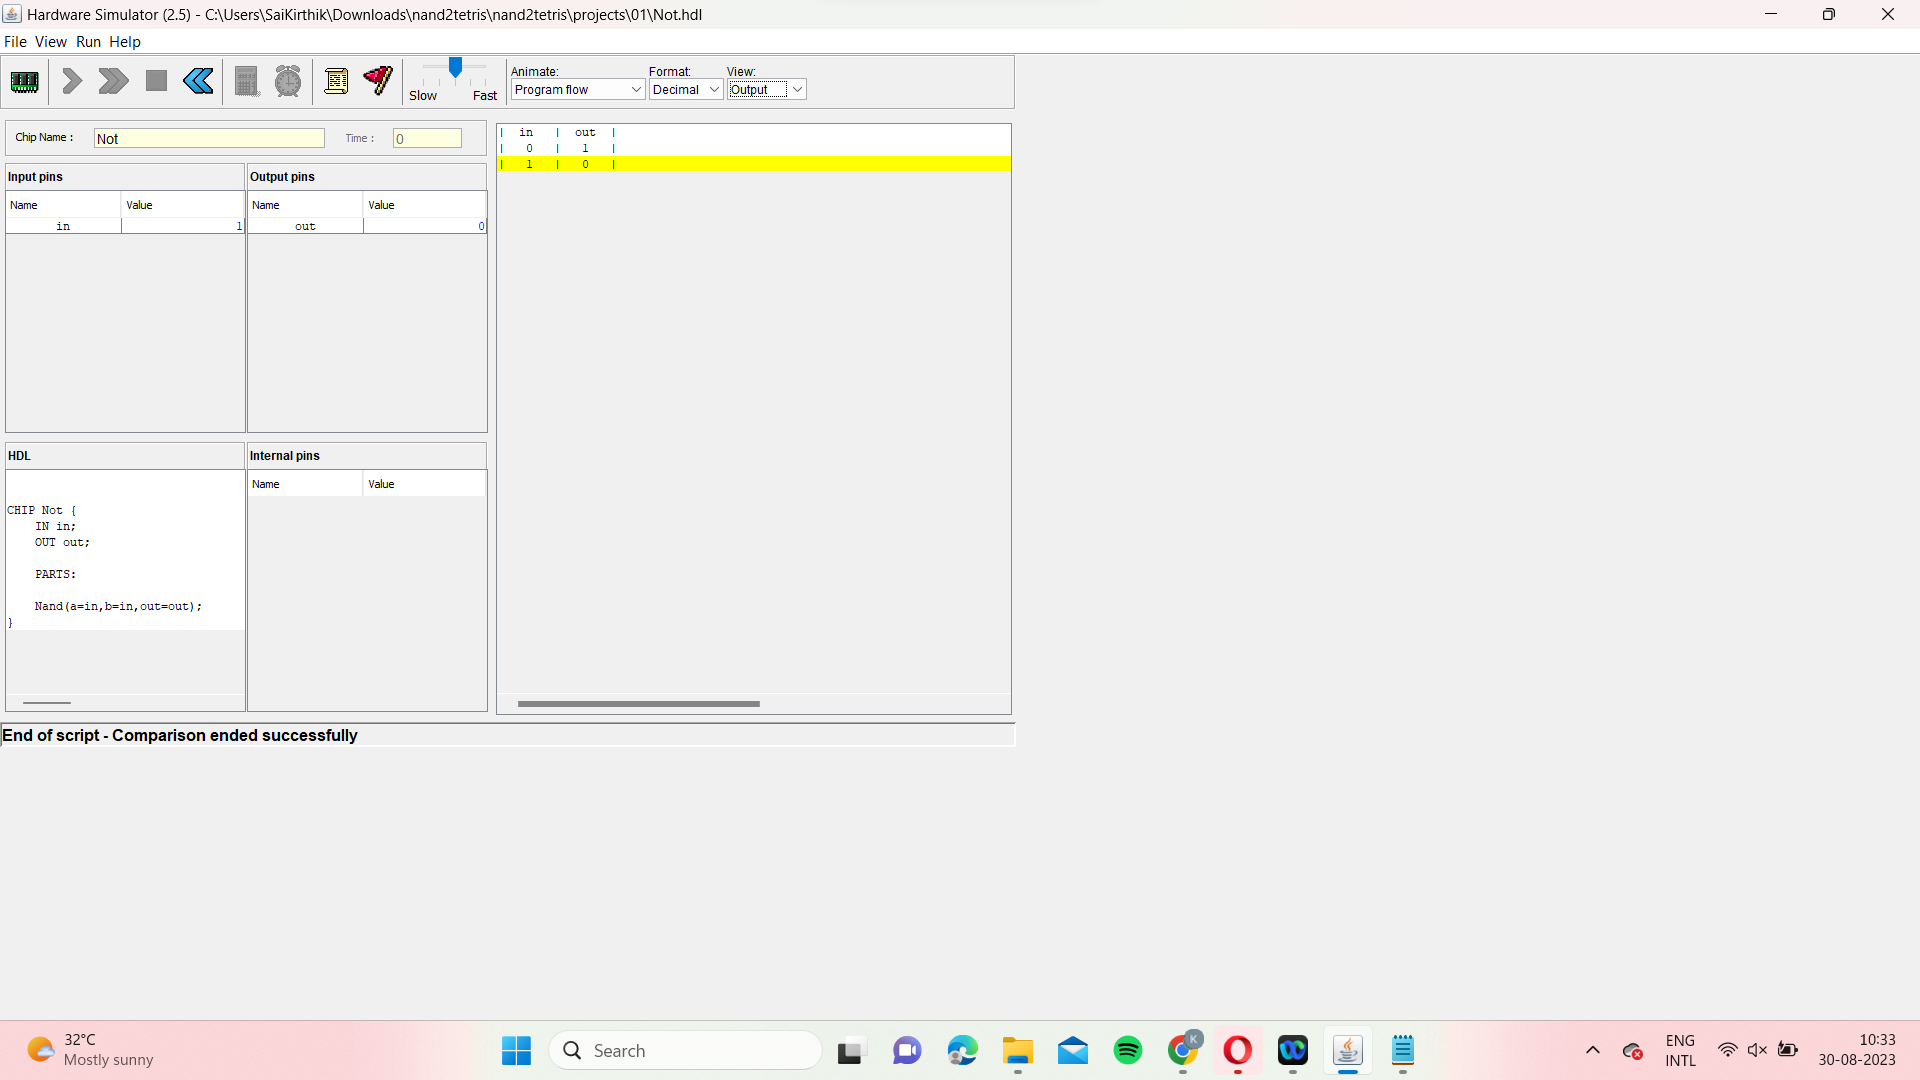 Hardware Simulator (2.5) - C:\Users\SaiKirthik\Downloads\nand2tetris\nand2tetris\projects\01\Not.hdl
File View Run Help
Slow Fast
Animate: Format: View:
Program flow Decimal Output
Chip Name : Not Time : 0
Input pins
Name Value
in 1
Output pins
Name Value
out 0
| in | out |
| 0 | 1 |
| 1 | 0 |
HDL
CHIP Not {
IN in;
OUT out;
PARTS:
Nand(a=in,b=in,out=out);
}
Internal pins
Name Value
End of script - Comparison ended successfully
32°C
Mostly sunny
Search
K
ENG
INTL
10:33
30-08-2023